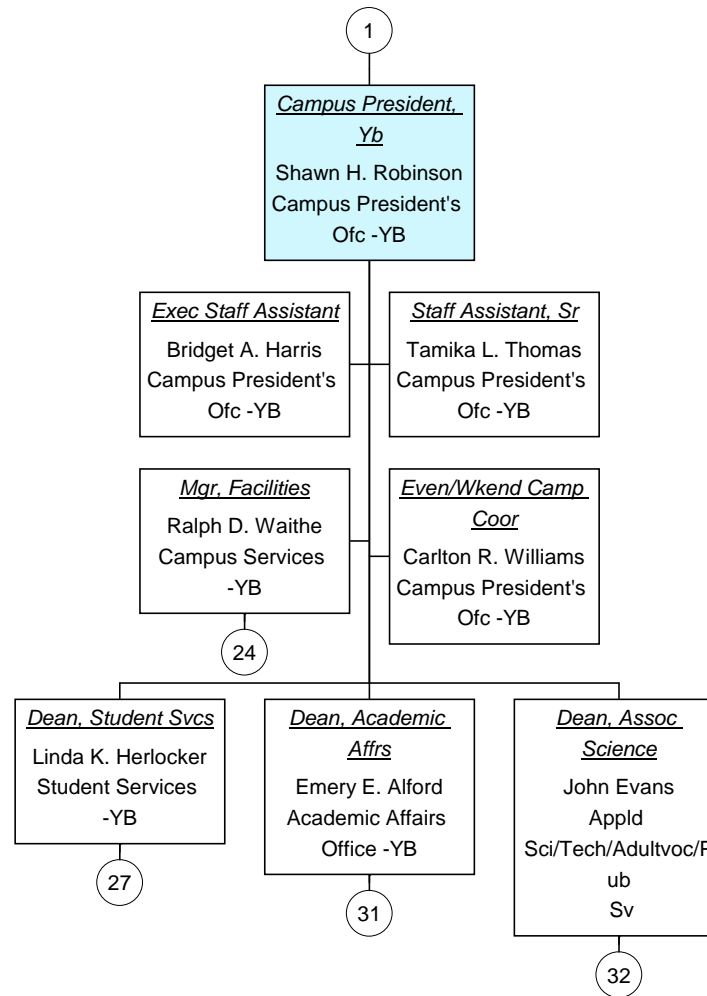 1
Campus President,
Yb
Shawn H. Robinson
Campus President's
Ofc -YB
Exec Staff Assistant
Bridget A. Harris
Campus President's
Ofc -YB
Staff Assistant, Sr
Tamika L. Thomas
Campus President's
Ofc -YB
Mgr, Facilities
Ralph D. Waithe
Campus Services
-YB
24
Even/Wkend Camp
Coor
Carlton R. Williams
Campus President's
Ofc -YB
Dean, Student Svcs
Linda K. Herlocker
Student Services
-YB
27
Dean, Academic
Affrs
Emery E. Alford
Academic Affairs
Office -YB
31
Dean, Assoc
Science
John Evans
Appld
Sci/Tech/Adultvoc/P
ub
Sv
32